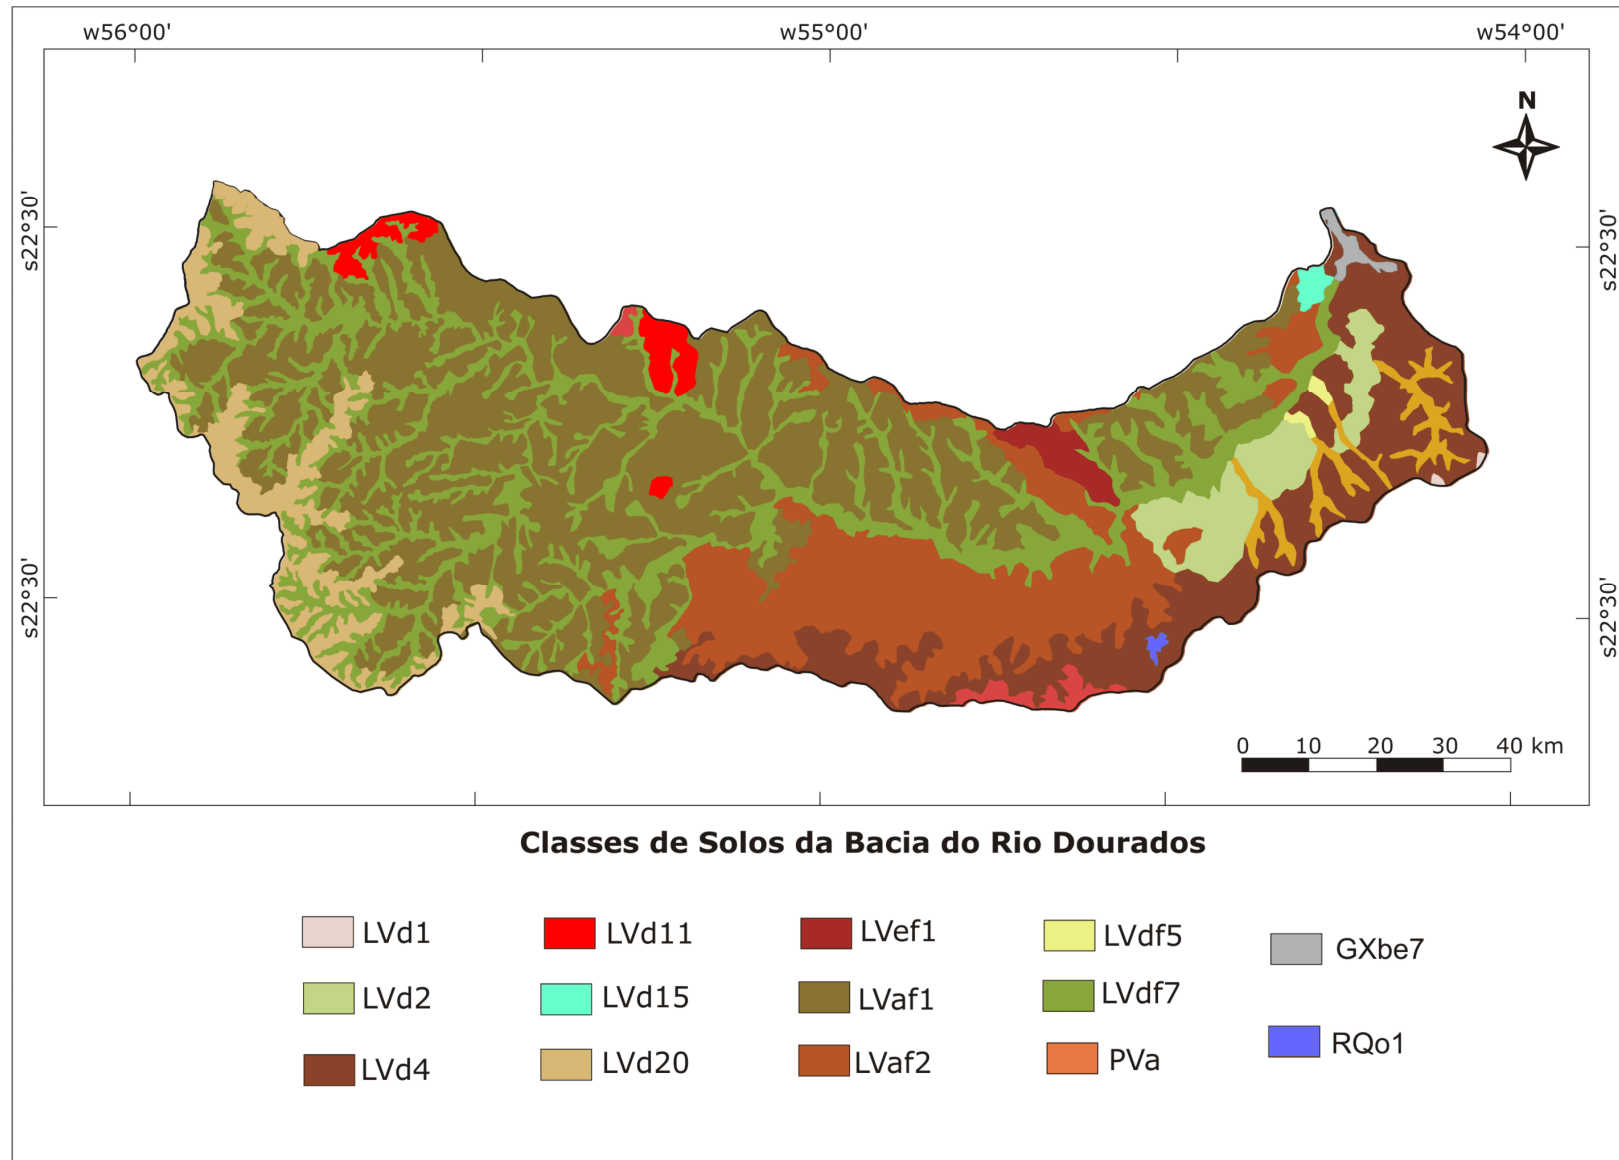 w56°00' w55°00' w54°00'
N
s22°30' s22°30'
s22°30' s22°30'
0 10 20 30 40 km
Classes de Solos da Bacia do Rio Dourados
LVd1 LVd11 LVef1 LVdf5 GXbe7
LVd2 LVd15 LVaf1 LVdf7
LVd4 LVd20 LVaf2 PVa RQo1